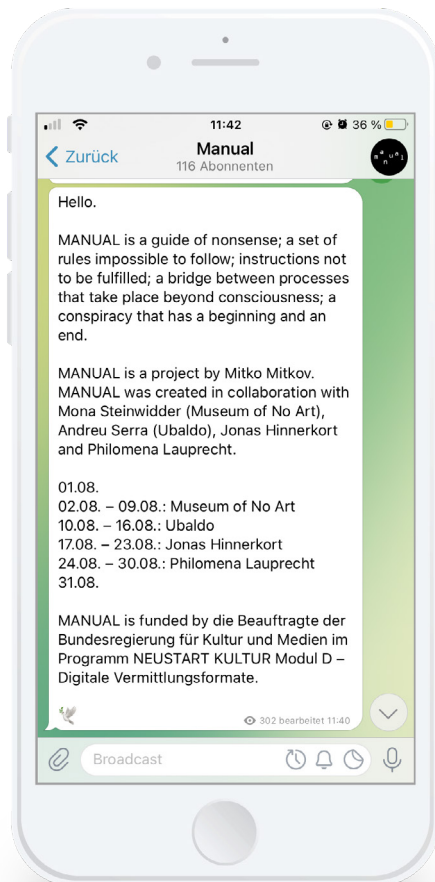 11:42
36 %
Zurück
Manual
116 Abonnenten
manual
Hello.
MANUAL is a guide of nonsense; a set of
rules impossible to follow; instructions not
to be fulfilled; a bridge between processes
that take place beyond consciousness; a
conspiracy that has a beginning and an
end.
MANUAL is a project by Mitko Mitkov.
MANUAL was created in collaboration with
Mona Steinwidder (Museum of No Art),
Andreu Serra (Ubaldo), Jonas Hinnerkort
and Philomena Lauprecht.
01.08.
02.08. – 09.08.: Museum of No Art
10.08. – 16.08.: Ubaldo
17.08. – 23.08.: Jonas Hinnerkort
24.08. – 30.08.: Philomena Lauprecht
31.08.
MANUAL is funded by die Beauftragte der
Bundesregierung für Kultur und Medien im
Programm NEUSTART KULTUR Modul D –
Digitale Vermittlungsformate.
302 bearbeitet 11:40
Broadcast